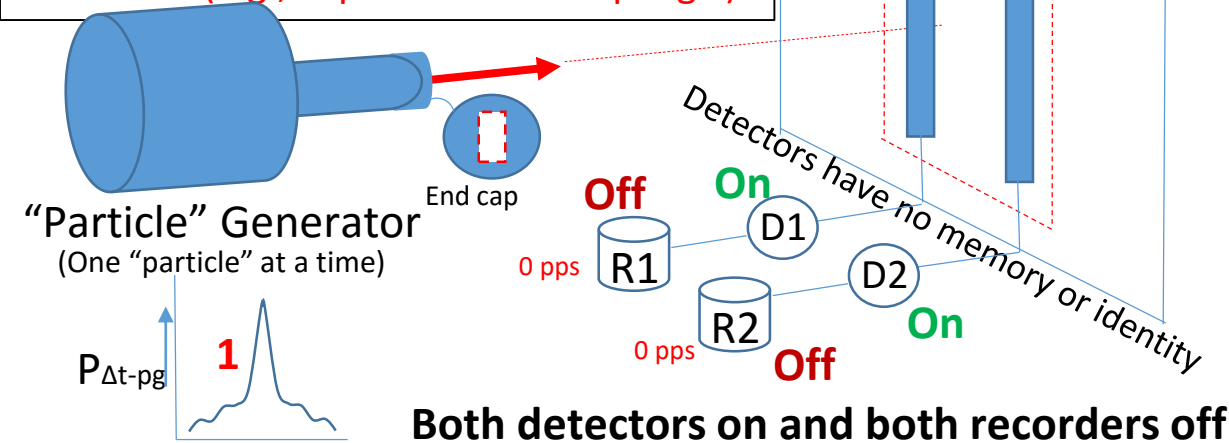 End cap
"Particle" Generator
(One "particle" at a time)
Detectors have no memory or identity
Off
On
D1
0 pps
R1
D2
On
R2
0 pps
Off
1
PΔt-pg
Both detectors on and both recorders off